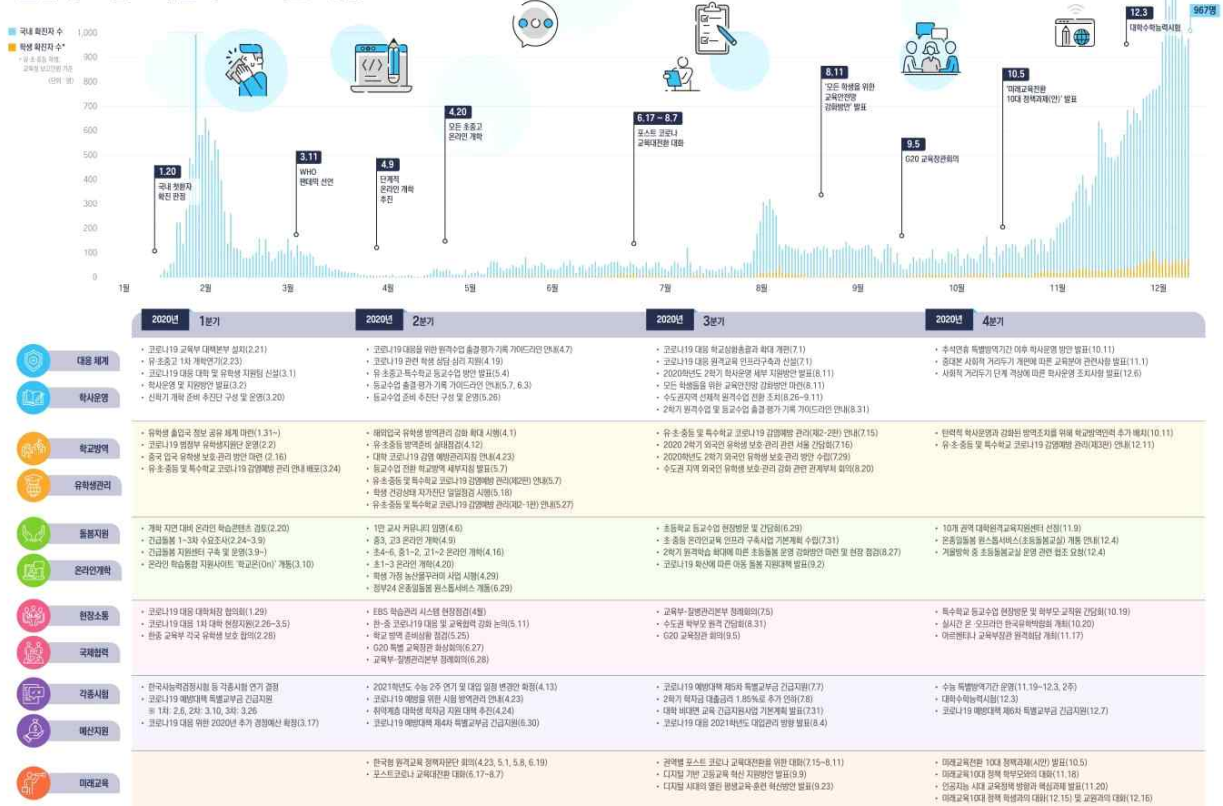 12.3
967명
대학수학능력시험
국내 확진자 수
학생 확진자 수*
(단위 : 명)
1,000
900
800
700
600
500
400
300
200
100
0
1.20
국내 첫환자
확진 판정
3.11
WHO
팬데믹 선언
4.9
단계적
온라인 개학
추진
4.20
모든 초중고
온라인 개학
6.17 ~ 8.7
포스트 코로나
교육대전환 대화
8.11
'모든 학생을 위한
교육안전망
강화방안' 발표
9.5
G20 교육장관회의
10.5
'미래교육전환
10대 정책과제(안)' 발표
1월
2월
3월
4월
5월
6월
7월
8월
9월
10월
11월
12월
2020년 1분기
2020년 2분기
2020년 3분기
2020년 4분기
대응 체계
학사운영
• 코로나19 교육부 대책본부 설치(2.21)
• 유·초중고 1차 개학연기(2.23)
• 코로나19 대응 대학 및 유학생 지원팀 신설(3.1)
• 학사운영 및 지원방안 발표(3.2)
• 신학기 개학 준비 추진단 구성 및 운영(3.20)
• 코로나19 대응을 위한 원격수업 출결·평가·기록 가이드라인 안내(4.7)
• 코로나19 관련 학생 상담·심리 지원(4.19)
• 유·초중고·특수학교 등교수업 방안 발표(5.4)
• 등교수업 출결·평가·기록 가이드라인 안내(5.7, 6.3)
• 등교수업 준비 추진단 구성 및 운영(5.26)
• 코로나19 대응 학교상황총괄과 확대 개편(7.1)
• 코로나19 대응 원격교육 인프라구축과 신설(7.1)
• 2020학년도 2학기 학사운영 세부 지원방안 발표(8.11)
• 모든 학생들을 위한 교육안전망 강화방안 마련(8.11)
• 수도권지역 선제적 원격수업 전환 조치(8.26~9.11)
• 2학기 원격수업 및 등교수업 출결·평가·기록 가이드라인 안내(8.31)
• 추석연휴 특별방역기간 이후 학사운영 방안 발표(10.11)
• 중대본 사회적 거리두기 개편에 따른 교육분야 관련사항 발표(11.1)
• 사회적 거리두기 단계 격상에 따른 학사운영 조치사항 발표(12.6)
학교방역
유학생관리
• 유학생 출입국 정보 공유 체계 마련(1.31~)
• 코로나19 범정부 유학생지원단 운영(2.2)
• 중국 입국 유학생 보호·관리 방안 마련 (2.16)
• 유·초중등 및 특수학교 코로나19 감염예방 관리 안내 배포(3.24)
• 해외입국 유학생 방역관리 강화 확대 시행(4.1)
• 유·초중등 방역준비 실태점검(4.12)
• 대학 코로나19 감염 예방관리지침 안내(4.23)
• 등교수업 전환 학교방역 세부지침 발표(5.7)
• 유·초중등 및 특수학교 코로나19 감염예방 관리(제2판) 안내(5.7)
• 학생 건강상태 자가진단 일일점검 시행(5.18)
• 유·초중등 및 특수학교 코로나19 감염예방 관리(제2-1판) 안내(5.27)
• 유·초·중등 및 특수학교 코로나19 감염예방 관리(제2-2판) 안내(7.15)
• 2020 2학기 외국인 유학생 보호·관리 관련 서울 간담회(7.16)
• 2020학년도 2학기 외국인 유학생 보호·관리 방안 수립(7.29)
• 수도권 지역 외국인 유학생 보호·관리 강화 관련 관계부처 회의(8.20)
• 탄력적 학사운영과 강화된 방역조치를 위해 학교방역인력 추가 배치(10.11)
• 유·초·중등 및 특수학교 코로나19 감염예방 관리(제3판) 안내(12.11)
돌봄지원
온라인개학
• 개학 지연 대비 온라인 학습콘텐츠 검토(2.20)
• 긴급돌봄 1~3차 수요조사(2.24~3.9)
• 긴급돌봄 지원센터 구축 및 운영(3.9~)
• 온라인 학습통합 지원사이트 '학교온(On)' 개통(3.10)
• 1만 교사 커뮤니티 임명(4.6)
• 중3, 고3 온라인 개학(4.9)
• 초4~6, 중1~2, 고1~2 온라인 개학(4.16)
• 초1~3 온라인 개학(4.20)
• 학생 가정 농산물꾸러미 사업 시행(4.29)
• 정부24 온종일돌봄 원스톱서비스 개통(6.29)
• 초등학교 등교수업 현장방문 및 간담회(6.29)
• 초·중등 온라인교육 인프라 구축사업 기본계획 수립(7.31)
• 2학기 원격학습 확대에 따른 초등돌봄 운영 강화방안 마련 및 현장 점검(8.27)
• 코로나19 확산에 따른 아동 돌봄 지원대책 발표(9.2)
• 10개 권역 대학원격교육지원센터 선정(11.9)
• 온종일돌봄 원스톱서비스(초등돌봄교실) 개통 안내(12.4)
• 겨울방학 중 초등돌봄교실 운영 관련 협조 요청(12.4)
현장소통
국제협력
• 코로나19 대응 대학처장 협의회(1.29)
• 코로나19 대응 1차 대학 현장지원(2.26~3.5)
• 한중 교육부 각국 유학생 보호 합의(2.28)
• EBS 학습관리 시스템 현장점검(4월)
• 한-중 코로나19 대응 및 교육협력 강화 논의(5.11)
• 학교 방역 준비상황 점검(5.25)
• G20 특별 교육장관 화상회의(6.27)
• 교육부-질병관리본부 정례회의(6.28)
• 교육부-질병관리본부 정례회의(7.5)
• 수도권 학부모 원격 간담회(8.31)
• G20 교육장관 회의(9.5)
• 특수학교 등교수업 현장방문 및 학부모·교직원 간담회(10.19)
• 실시간 온·오프라인 한국유학박람회 개최(10.20)
• 아르헨티나 교육부장관 원격회담 개최(11.17)
각종시험
예산지원
• 한국사능력검정시험 등 각종시험 연기 결정
• 코로나19 예방대책 특별교부금 긴급지원
※ 1차: 2.6, 2차: 3.10, 3차: 3.26
• 코로나19 대응 위한 2020년 추가 경정예산 확정(3.17)
• 2021학년도 수능 2주 연기 및 대입 일정 변경안 확정(4.13)
• 코로나19 예방을 위한 시험 방역관리 안내(4.23)
• 취약계층 대학생 학자금 지원 대책 추진(4.24)
• 코로나19 예방대책 제4차 특별교부금 긴급지원(6.30)
• 코로나19 예방대책 제5차 특별교부금 긴급지원(7.7)
• 2학기 학자금 대출금리 1.85%로 추가 인하(7.8)
• 대학 비대면 교육 긴급지원사업 기본계획 발표(7.31)
• 코로나19 대응 2021학년도 대입관리 방향 발표(8.4)
• 수능 특별방역기간 운영(11.19~12.3, 2주)
• 대학수학능력시험(12.3)
• 코로나19 예방대책 제6차 특별교부금 긴급지원(12.7)
미래교육
• 한국형 원격교육 정책자문단 회의(4.23, 5.1, 5.8, 6.19)
• 포스트코로나 교육대전환 대화(6.17~8.7)
• 권역별 포스트 코로나 교육대전환을 위한 대화(7.15~8.11)
• 디지털 기반 고등교육 혁신 지원방안 발표(9.9)
• 디지털 시대의 열린 평생교육·훈련 혁신방안 발표(9.23)
• 미래교육전환 10대 정책과제(시안) 발표(10.5)
• 미래교육10대 정책 학부모와의 대화(11.18)
• 인공지능 시대 교육정책 방향과 핵심과제 발표(11.20)
• 미래교육10대 정책 학생과의 대화(12.15) 및 교원과의 대화(12.16)